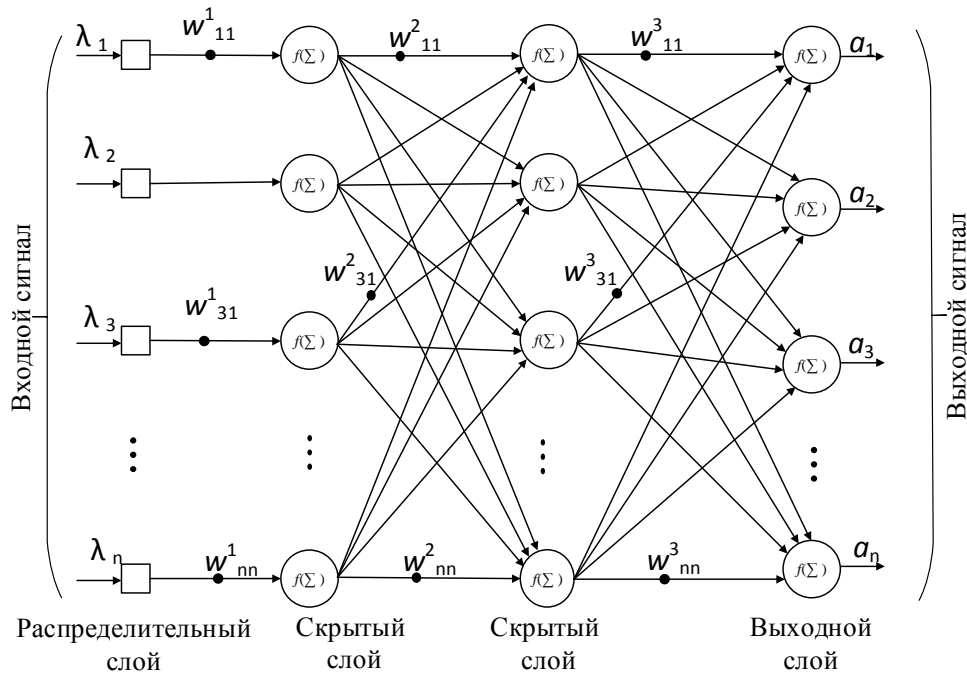 λ 1
w¹11
f(∑)
w²11
f(∑)
w³11
f(∑)
a1
λ 2
f(∑)
f(∑)
f(∑)
a2
w²31
w³31
λ 3
w¹31
f(∑)
f(∑)
f(∑)
a3
λ n
w¹nn
f(∑)
w²nn
f(∑)
w³nn
f(∑)
an
Входной сигнал
Выходной сигнал
Распределительный
слой
Скрытый
слой
Скрытый
слой
Выходной
слой